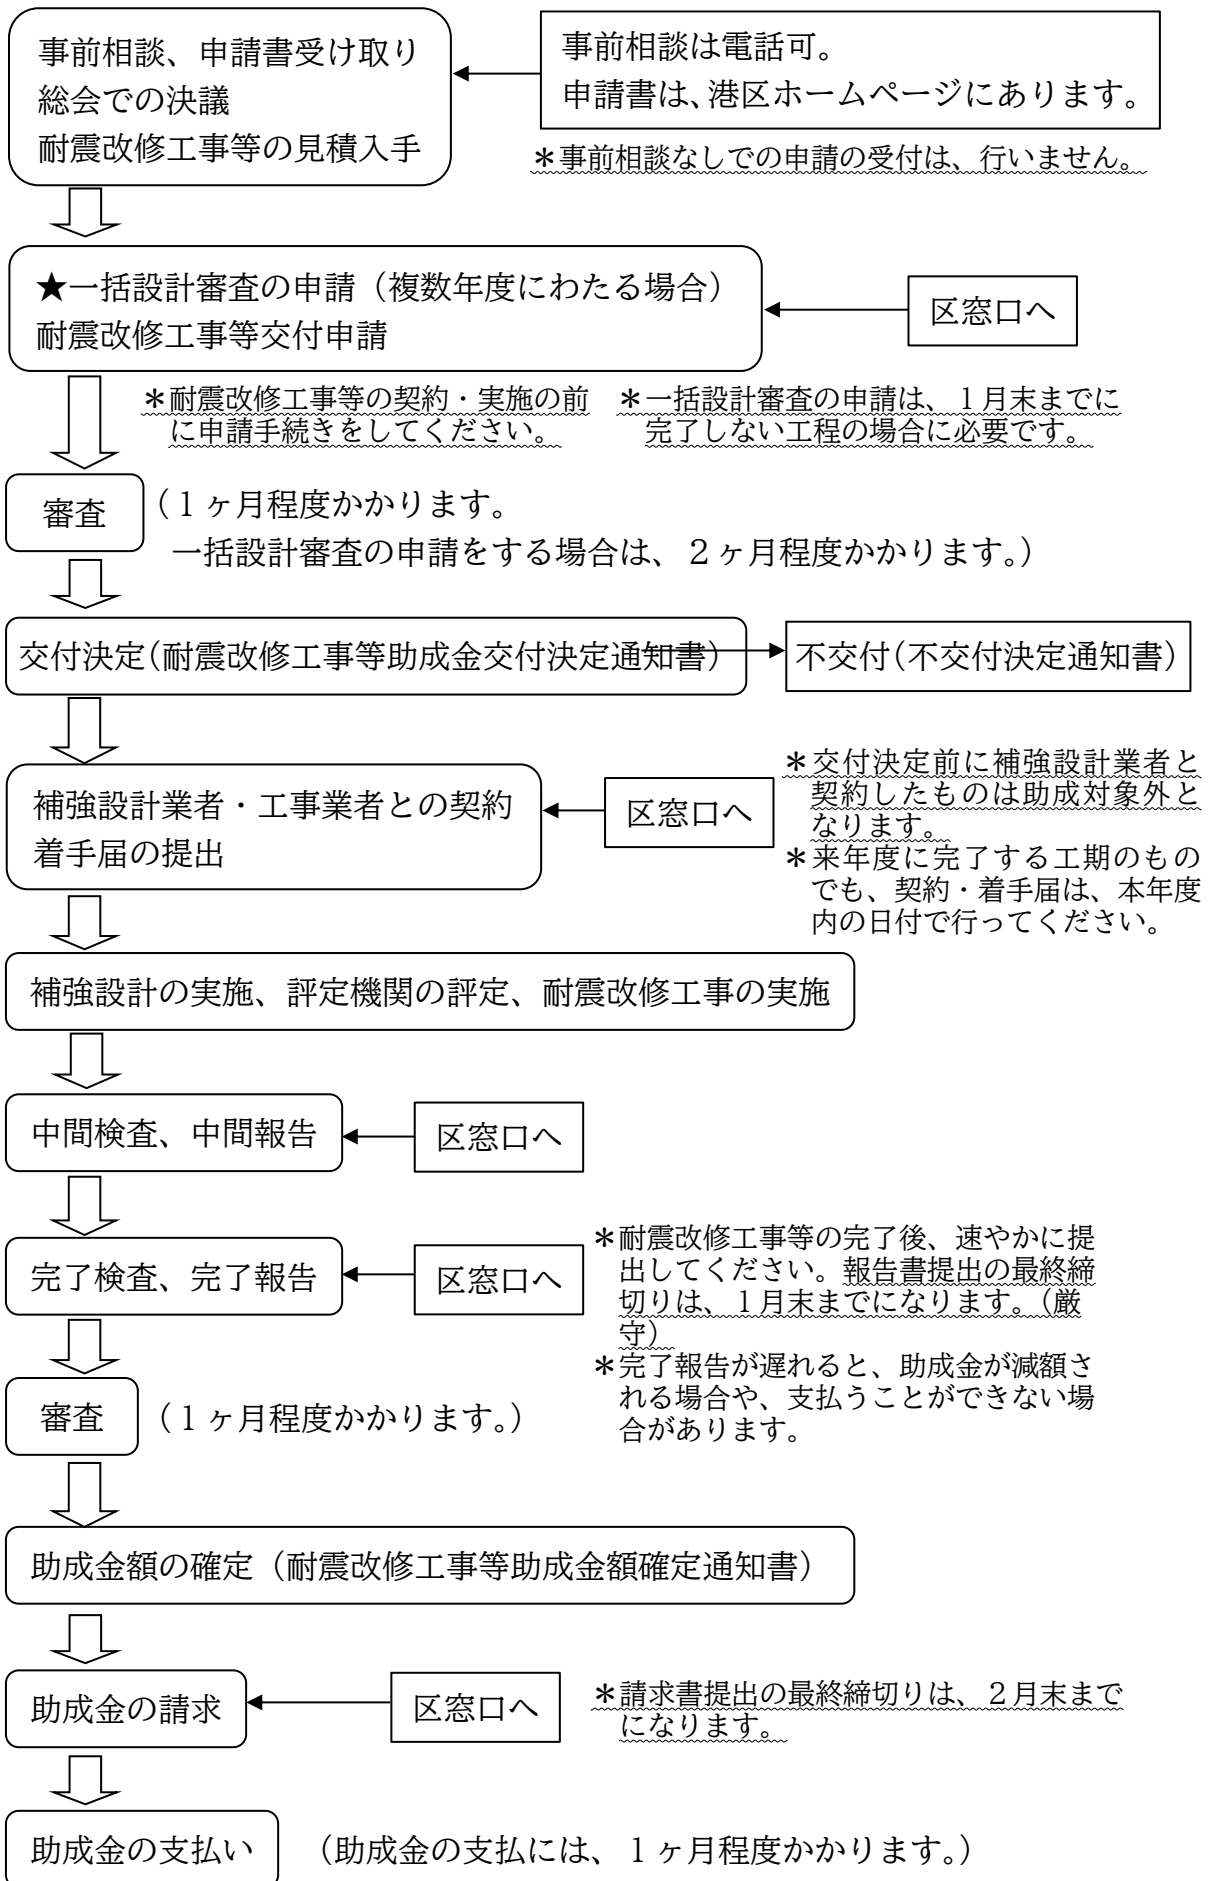 事前相談、申請書受け取り
総会での決議
耐震改修工事等の見積入手
事前相談は電話可。
申請書は、港区ホームページにあります。
＊事前相談なしでの申請の受付は、行いません。
★一括設計審査の申請（複数年度にわたる場合）
耐震改修工事等交付申請
区窓口へ
＊耐震改修工事等の契約・実施の前
に申請手続きをしてください。
＊一括設計審査の申請は、１月末までに
完了しない工程の場合に必要です。
審査
（１ヶ月程度かかります。
一括設計審査の申請をする場合は、２ヶ月程度かかります。）
交付決定（耐震改修工事等助成金交付決定通知書）
不交付（不交付決定通知書）
補強設計業者・工事業者との契約
着手届の提出
区窓口へ
＊交付決定前に補強設計業者と
契約したものは助成対象外と
なります。
＊来年度に完了する工期のもの
でも、契約・着手届は、本年度
内の日付で行ってください。
補強設計の実施、評定機関の評定、耐震改修工事の実施
中間検査、中間報告
区窓口へ
完了検査、完了報告
区窓口へ
＊耐震改修工事等の完了後、速やかに提
出してください。報告書提出の最終締
切りは、１月末までになります。（厳
守）
＊完了報告が遅れると、助成金が減額さ
れる場合や、支払うことができない場
合があります。
審査
（１ヶ月程度かかります。）
助成金額の確定（耐震改修工事等助成金額確定通知書）
助成金の請求
区窓口へ
＊請求書提出の最終締切りは、２月末まで
になります。
助成金の支払い
（助成金の支払には、１ヶ月程度かかります。）